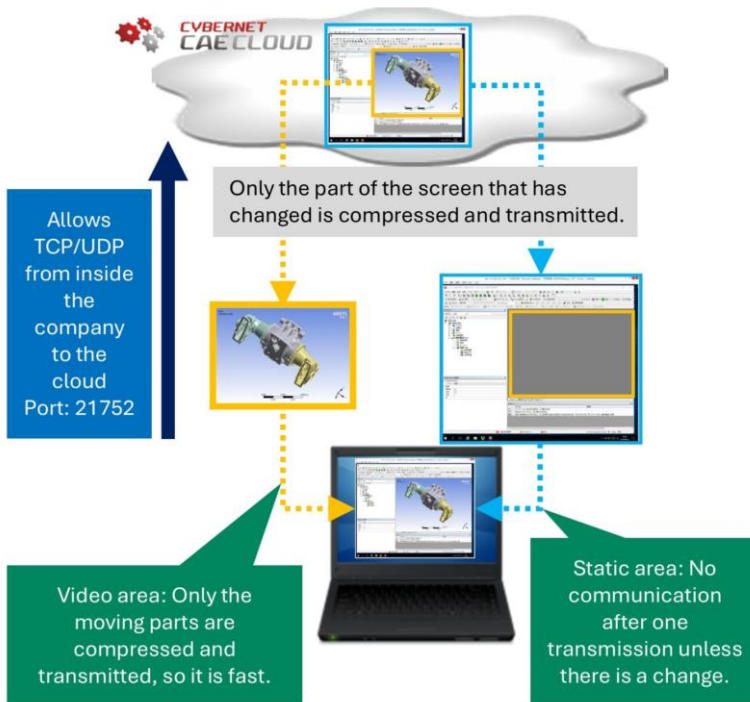 CYBERNET
CAECLOUD
Only the part of the screen that has
changed is compressed and transmitted.
Allows
TCP/UDP
from inside
the
company
to the
cloud
Port: 21752
Video area: Only the
moving parts are
compressed and
transmitted, so it is fast.
Static area: No
communication
after one
transmission unless
there is a change.